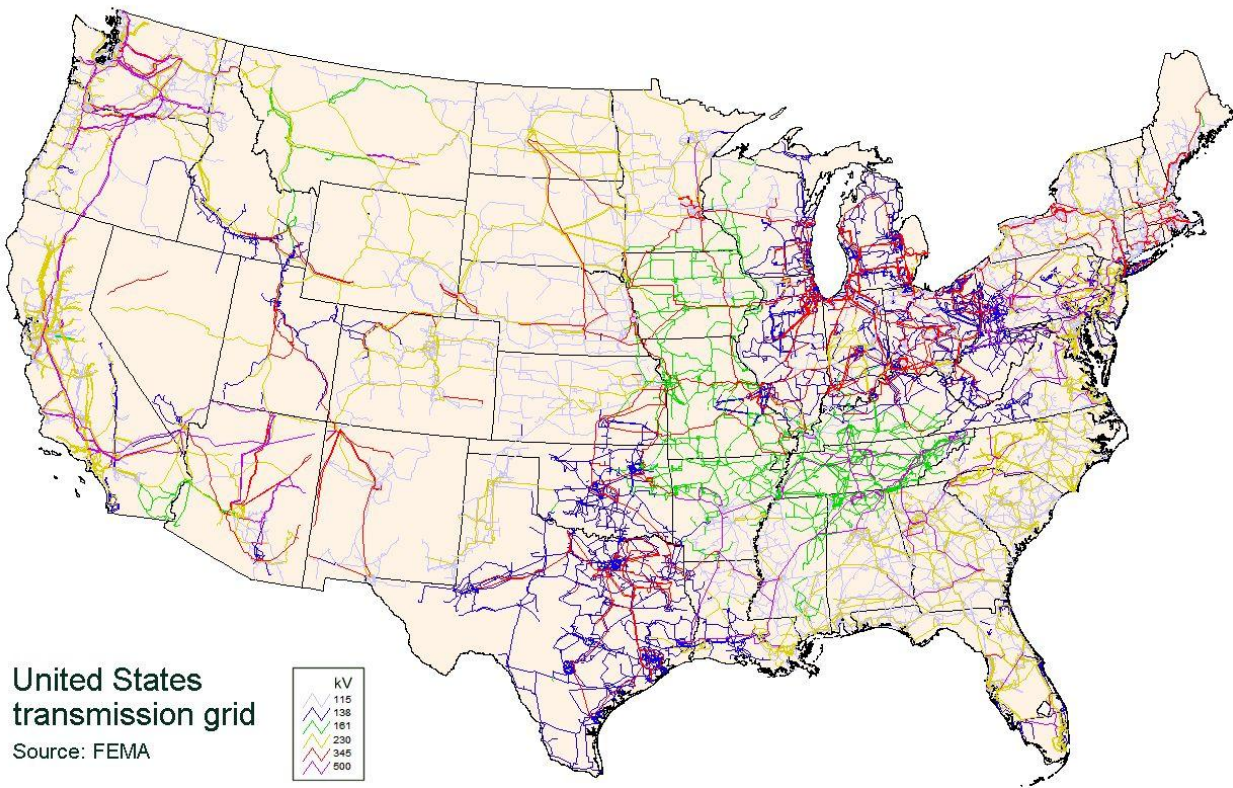 United States
transmission grid
Source: FEMA
kV
115
138
161
230
345
500